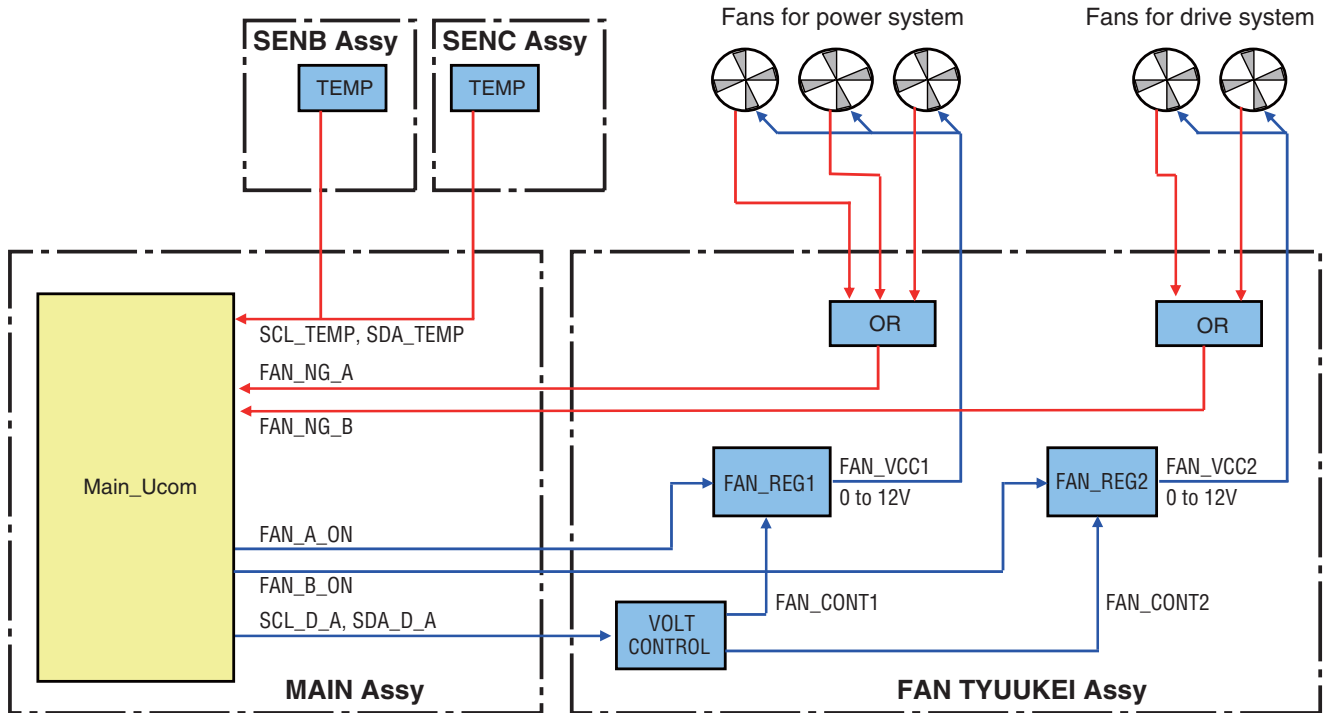 Fans for power system
Fans for drive system
SENB Assy
SENC Assy
TEMP
TEMP
SCL_TEMP, SDA_TEMP
OR
OR
FAN_NG_A
FAN_NG_B
Main_Ucom
FAN_REG1
FAN_VCC1
0 to 12V
FAN_REG2
FAN_VCC2
0 to 12V
FAN_A_ON
FAN_B_ON
SCL_D_A, SDA_D_A
VOLT
CONTROL
FAN_CONT1
FAN_CONT2
MAIN Assy
FAN TYUUKEI Assy